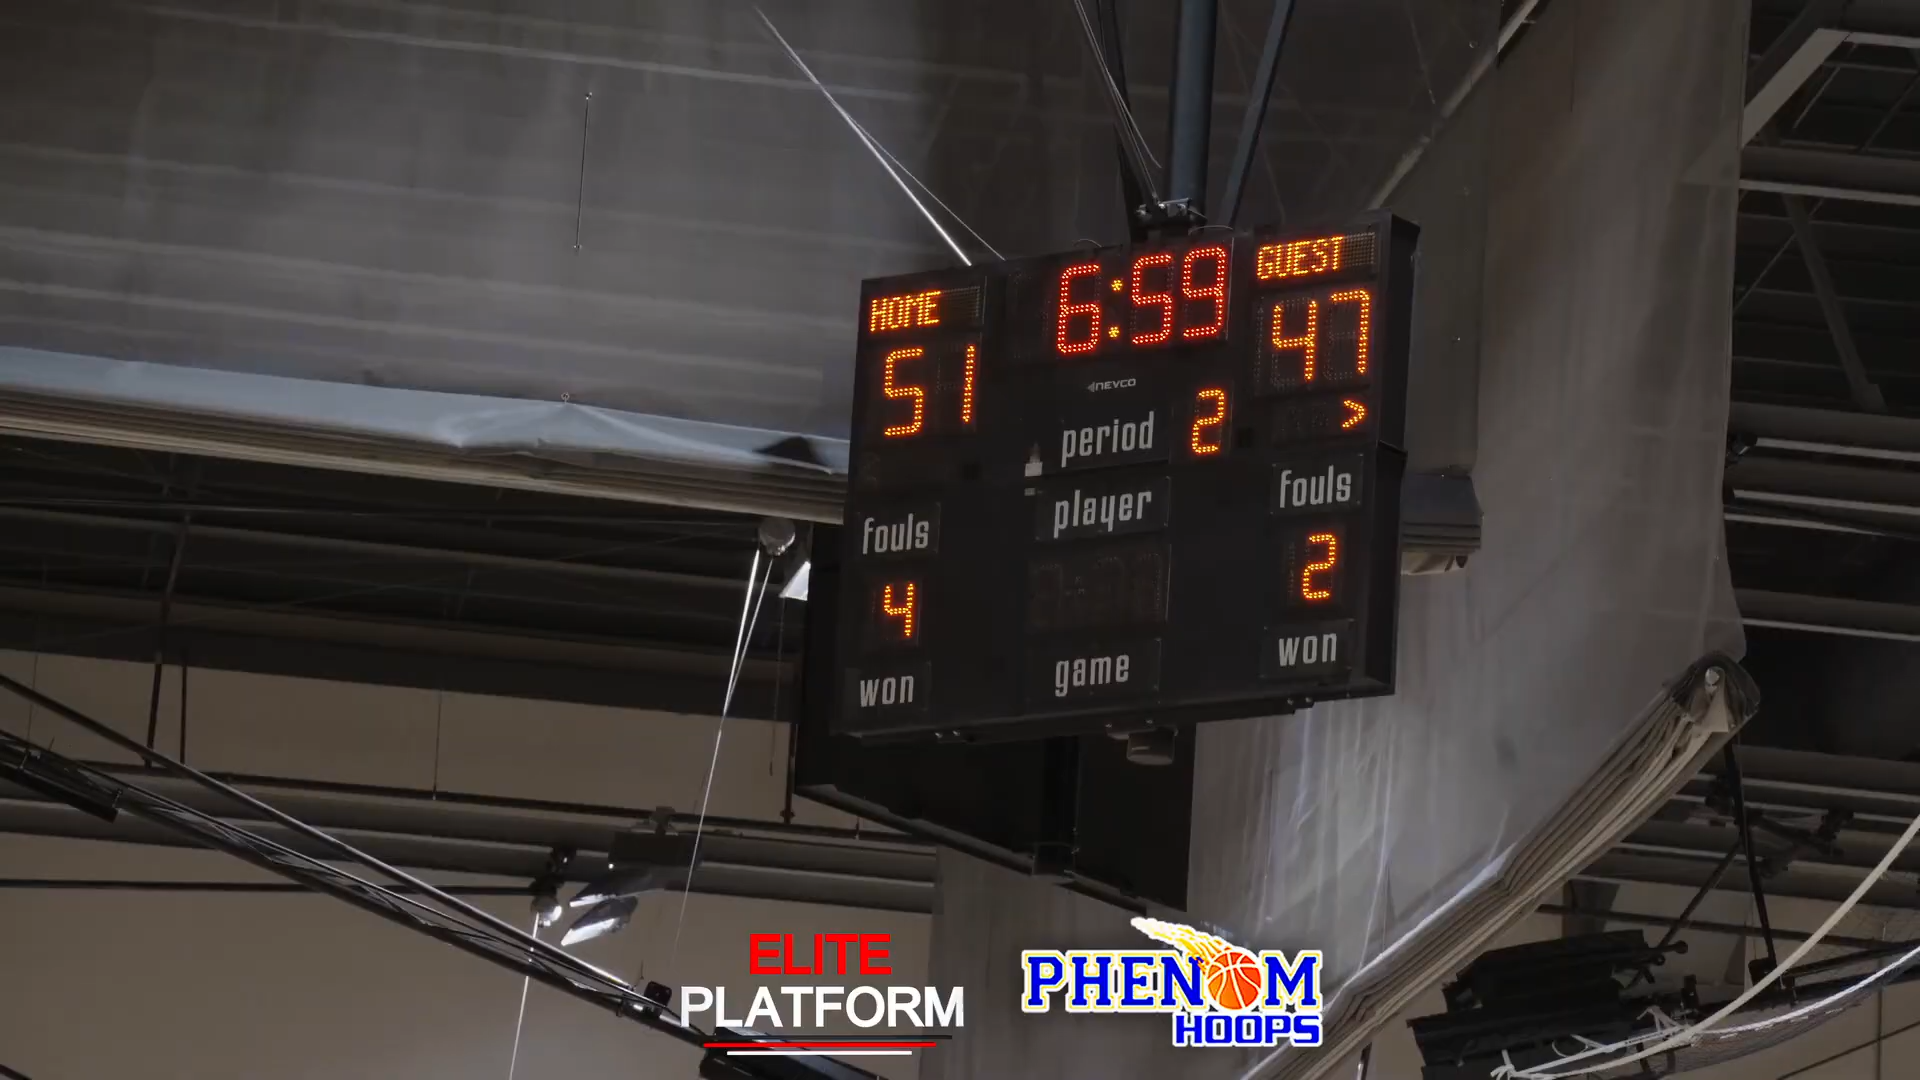 HOME
6:59
GUEST
51
47
NEVCO
period 2
>
player
fouls
fouls
4
2
won
game
won
ELITE
PLATFORM
PHENOM
HOOPS